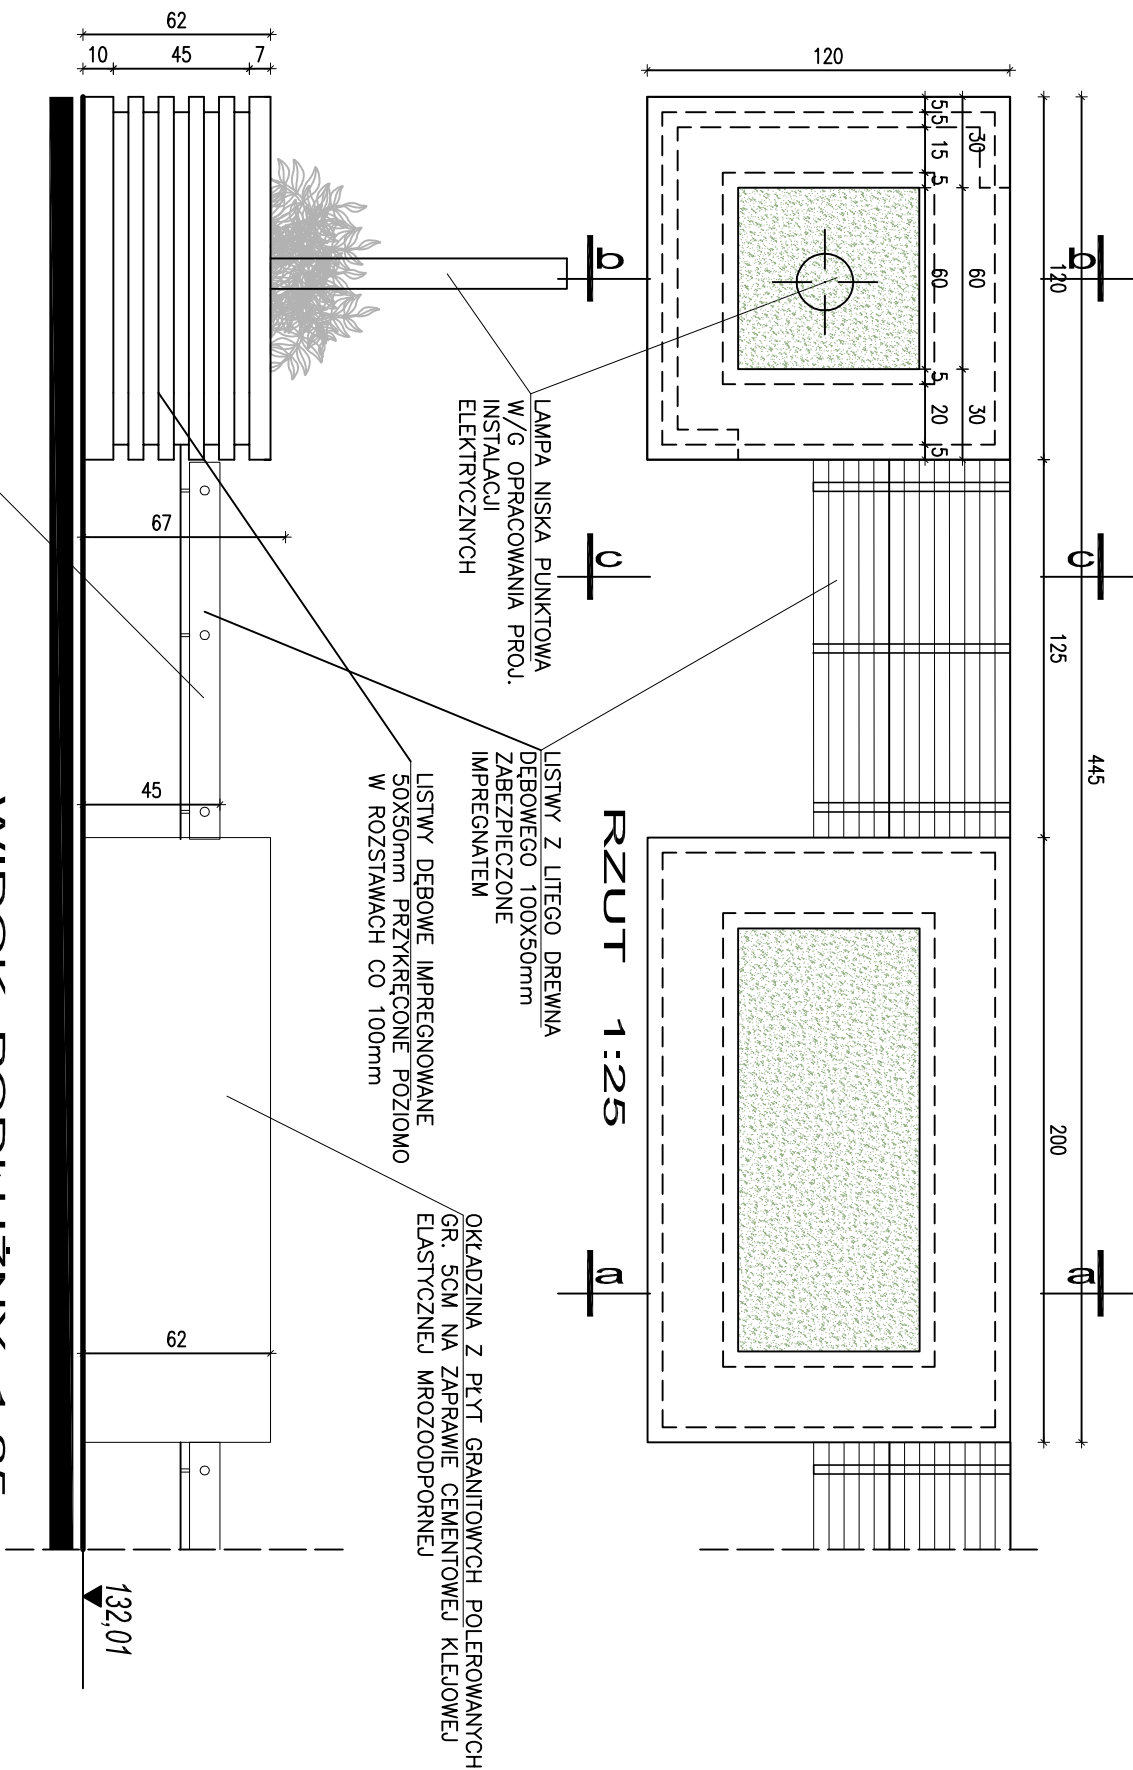 445
120
125
200
b
c
a
30
60
30
5
5
15
5
60
5
20
5
120
b
c
a
RZUT 1:25
LAMPA NISKA PUNKTOWA
W/G OPRACOWANIA PROJ.
INSTALACJI
ELEKTRYCZNYCH
LISTWY Z LITEGO DREWNA
DĘBOWEGO 100X50mm
ZABEZPIECZONE
IMPREGNATEM
LISTWY DĘBOWE IMPREGNOWANE
50X50mm PRZYKRĘCONE POZIOMO
W ROZSTAWACH CO 100mm
OKŁADZINA Z PŁYT GRANITOWYCH POLEROWANYCH
GR. 5CM NA ZAPRAWIE CEMENTOWEJ KLEJOWEJ
ELASTYCZNEJ MROZOODPORNEJ
62
7
45
10
67
45
62
132,01